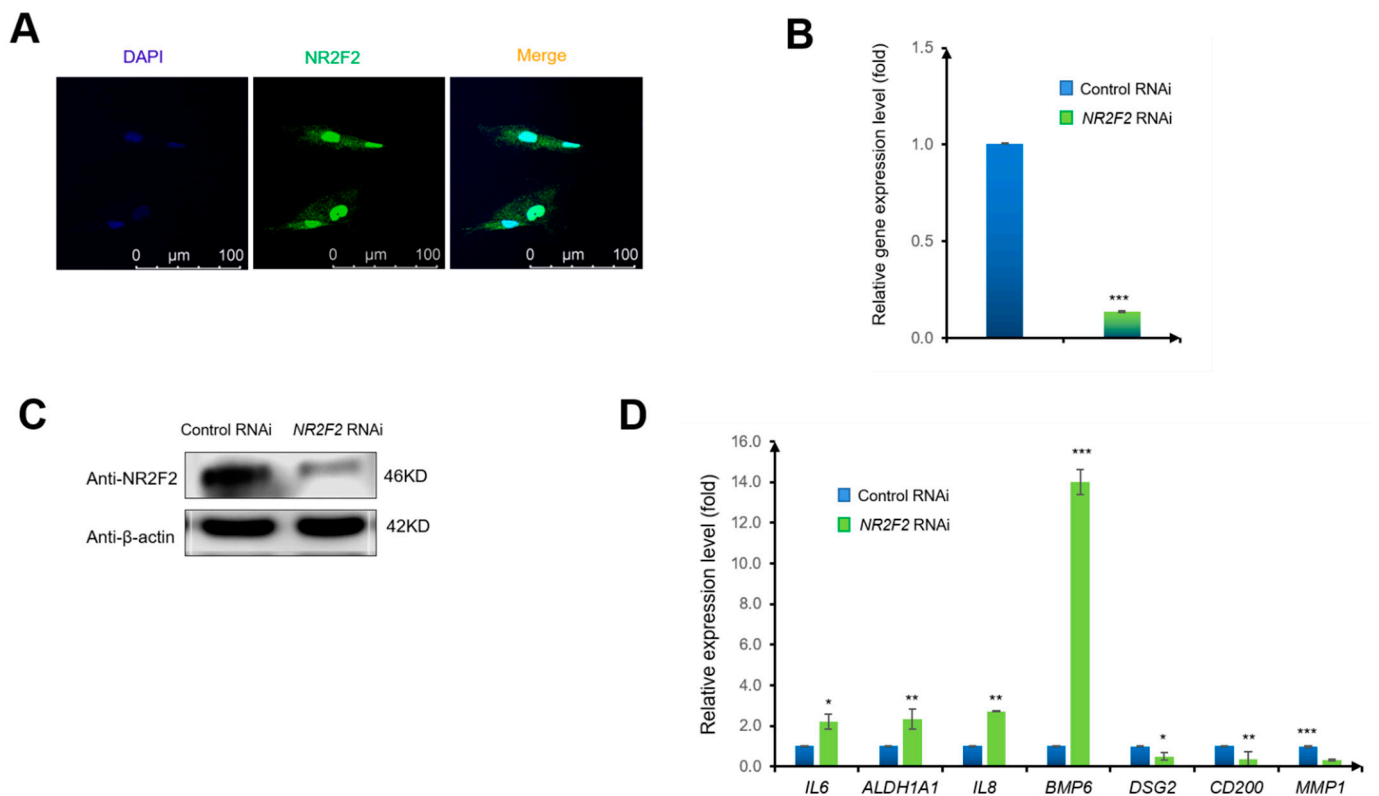 A
DAPI
NR2F2
Merge
0 µm 100
0 µm 100
0 µm 100
B
Relative gene expression level (fold)
1.5
1.0
0.5
0.0
Control RNAi
NR2F2 RNAi
***
C
Control RNAi
NR2F2 RNAi
Anti-NR2F2
46KD
Anti-β-actin
42KD
D
Relative expression level (fold)
16.0
14.0
12.0
10.0
8.0
6.0
4.0
2.0
0.0
Control RNAi
NR2F2 RNAi
*
**
**
***
*
**
***
IL6
ALDH1A1
IL8
BMP6
DSG2
CD200
MMP1